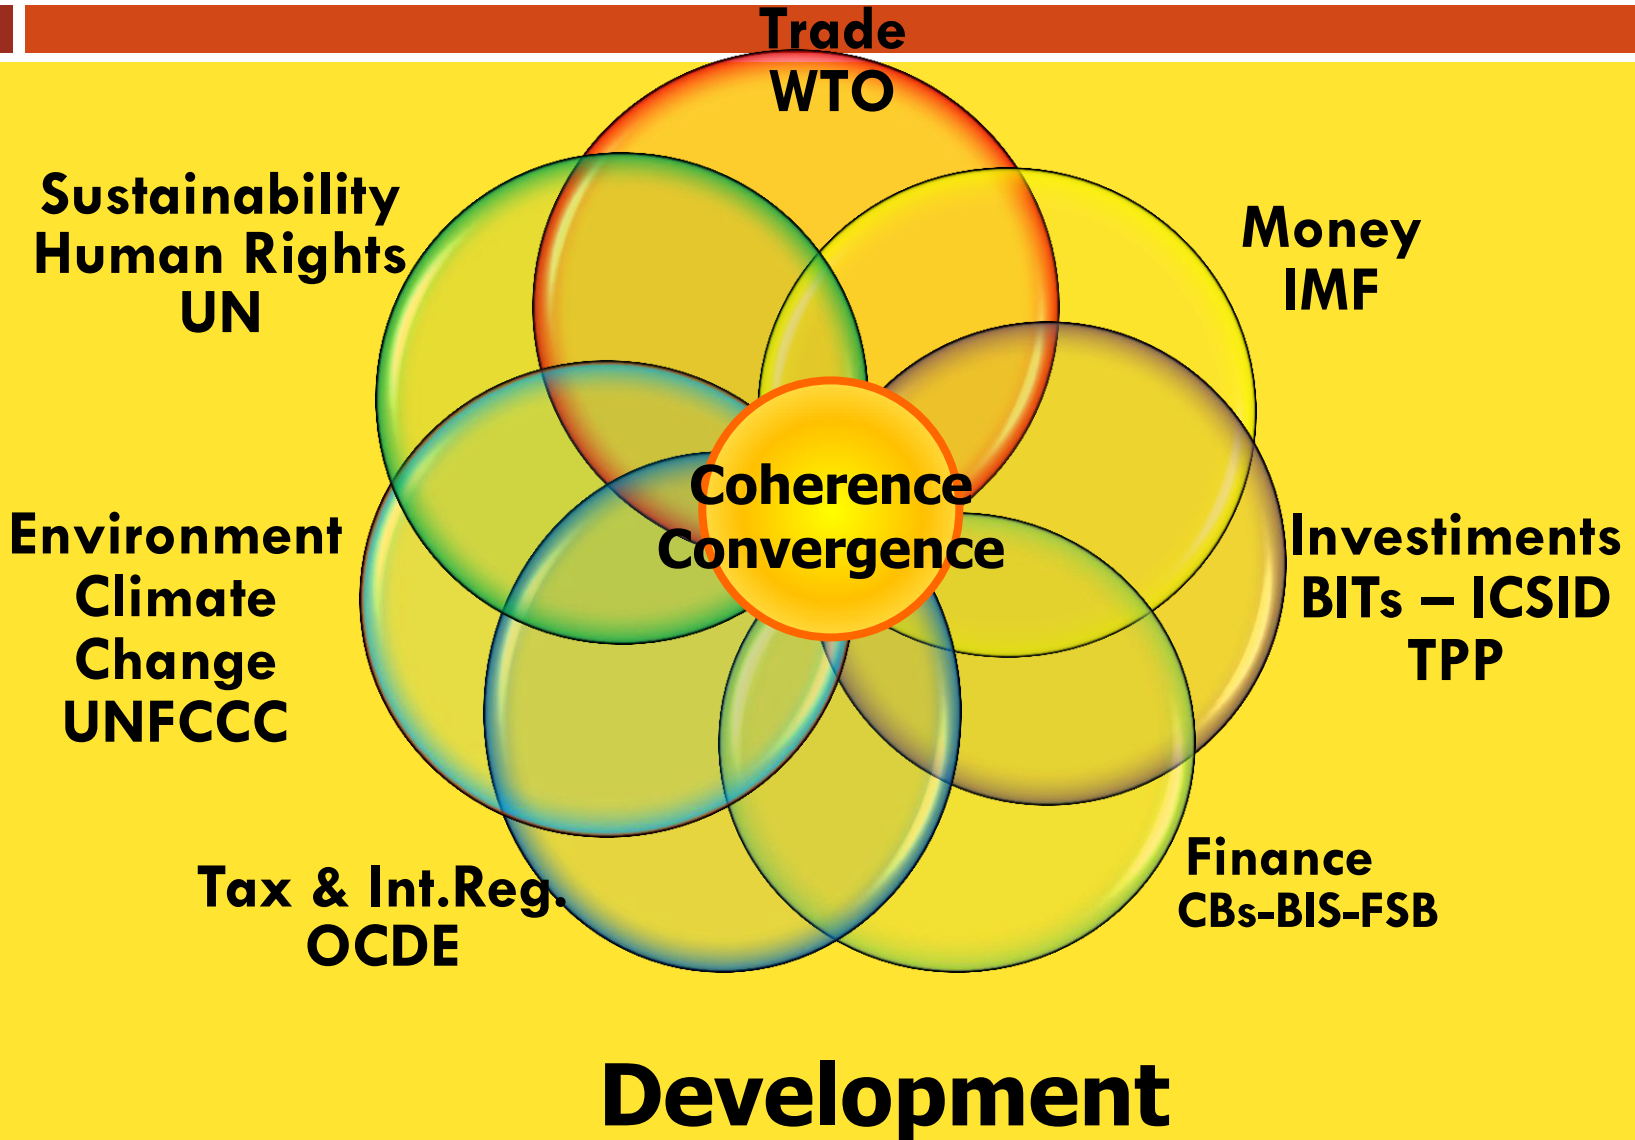 Trade
WTO
Sustainability
Human Rights
UN
Money
IMF
Coherence
Convergence
Environment
Climate
Change
UNFCCC
Investiments
BITs – ICSID
TPP
Tax & Int.Reg.
OCDE
Finance
CBs-BIS-FSB
Development